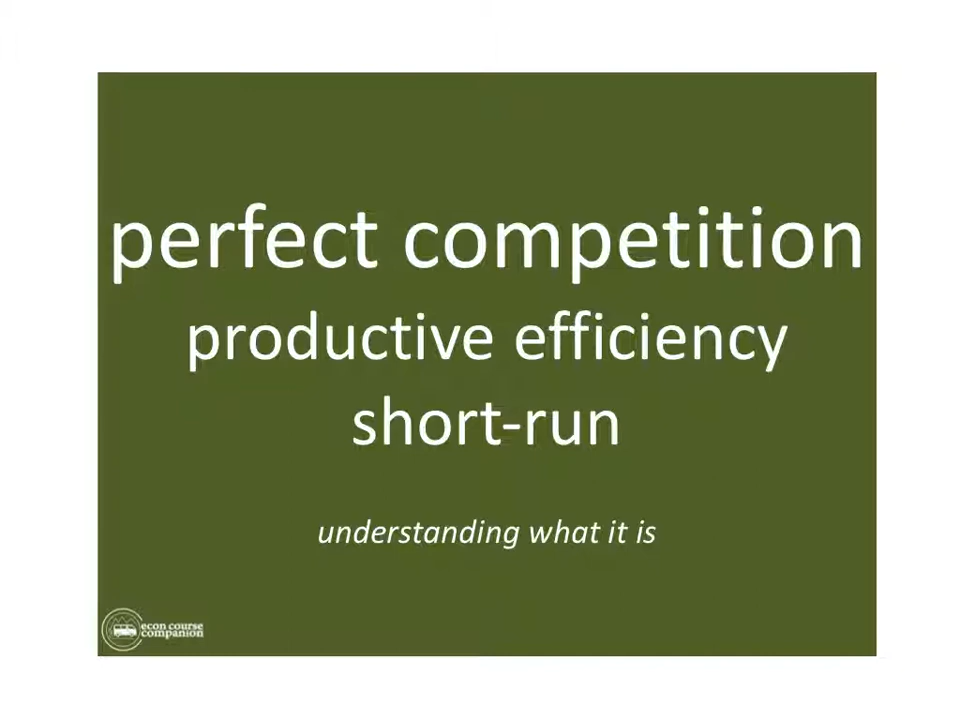 perfect competition
productive efficiency
short-run
understanding what it is
econ course
companion